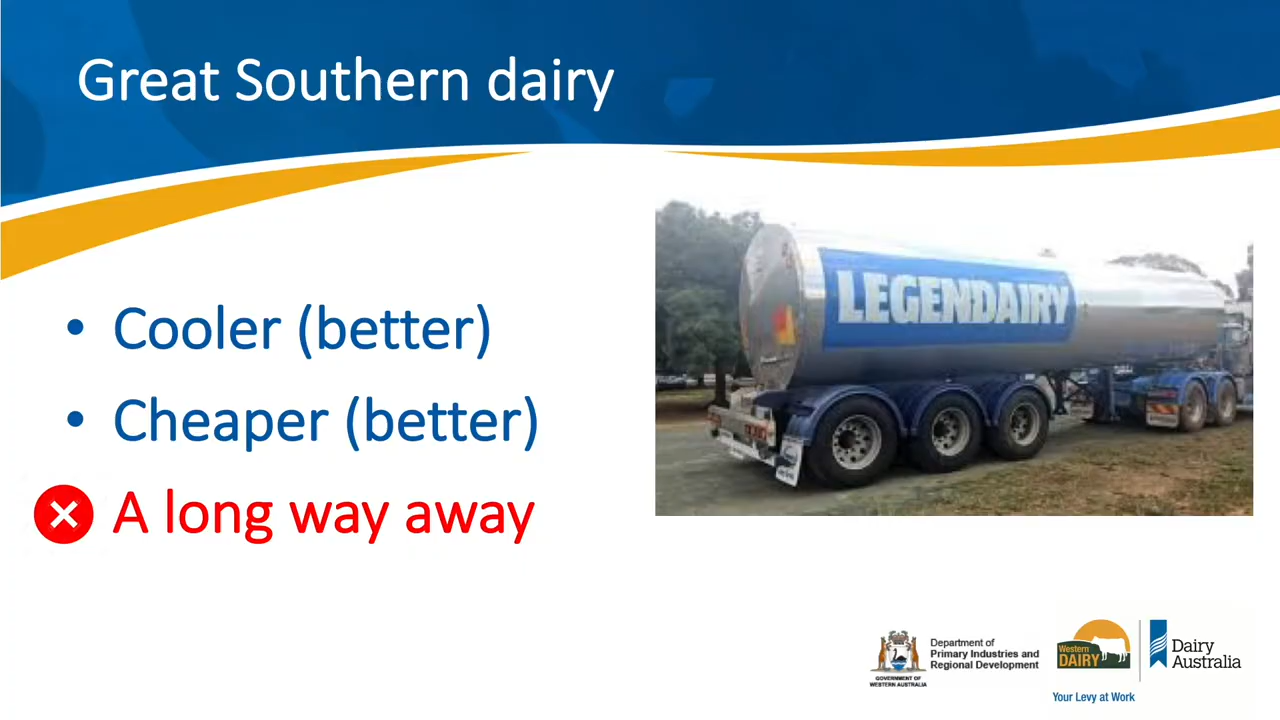 Great Southern dairy
• Cooler (better)
• Cheaper (better)
A long way away
LEGENDAIRY
GOVERNMENT OF
WESTERN AUSTRALIA
Department of
Primary Industries and
Regional Development
Western
DAIRY
Dairy
Australia
Your Levy at Work